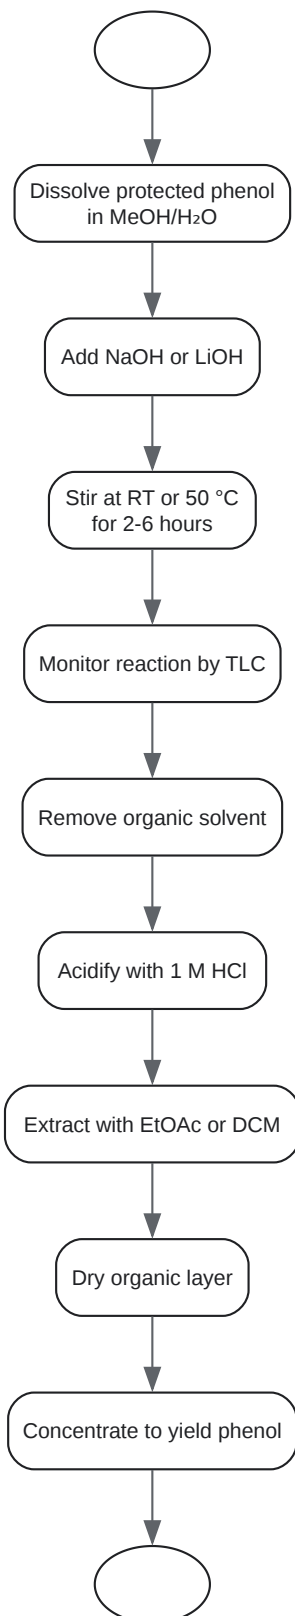 Dissolve protected phenol
in MeOH/H₂O
Add NaOH or LiOH
Stir at RT or 50 °C
for 2-6 hours
Monitor reaction by TLC
Remove organic solvent
Acidify with 1 M HCl
Extract with EtOAc or DCM
Dry organic layer
Concentrate to yield phenol